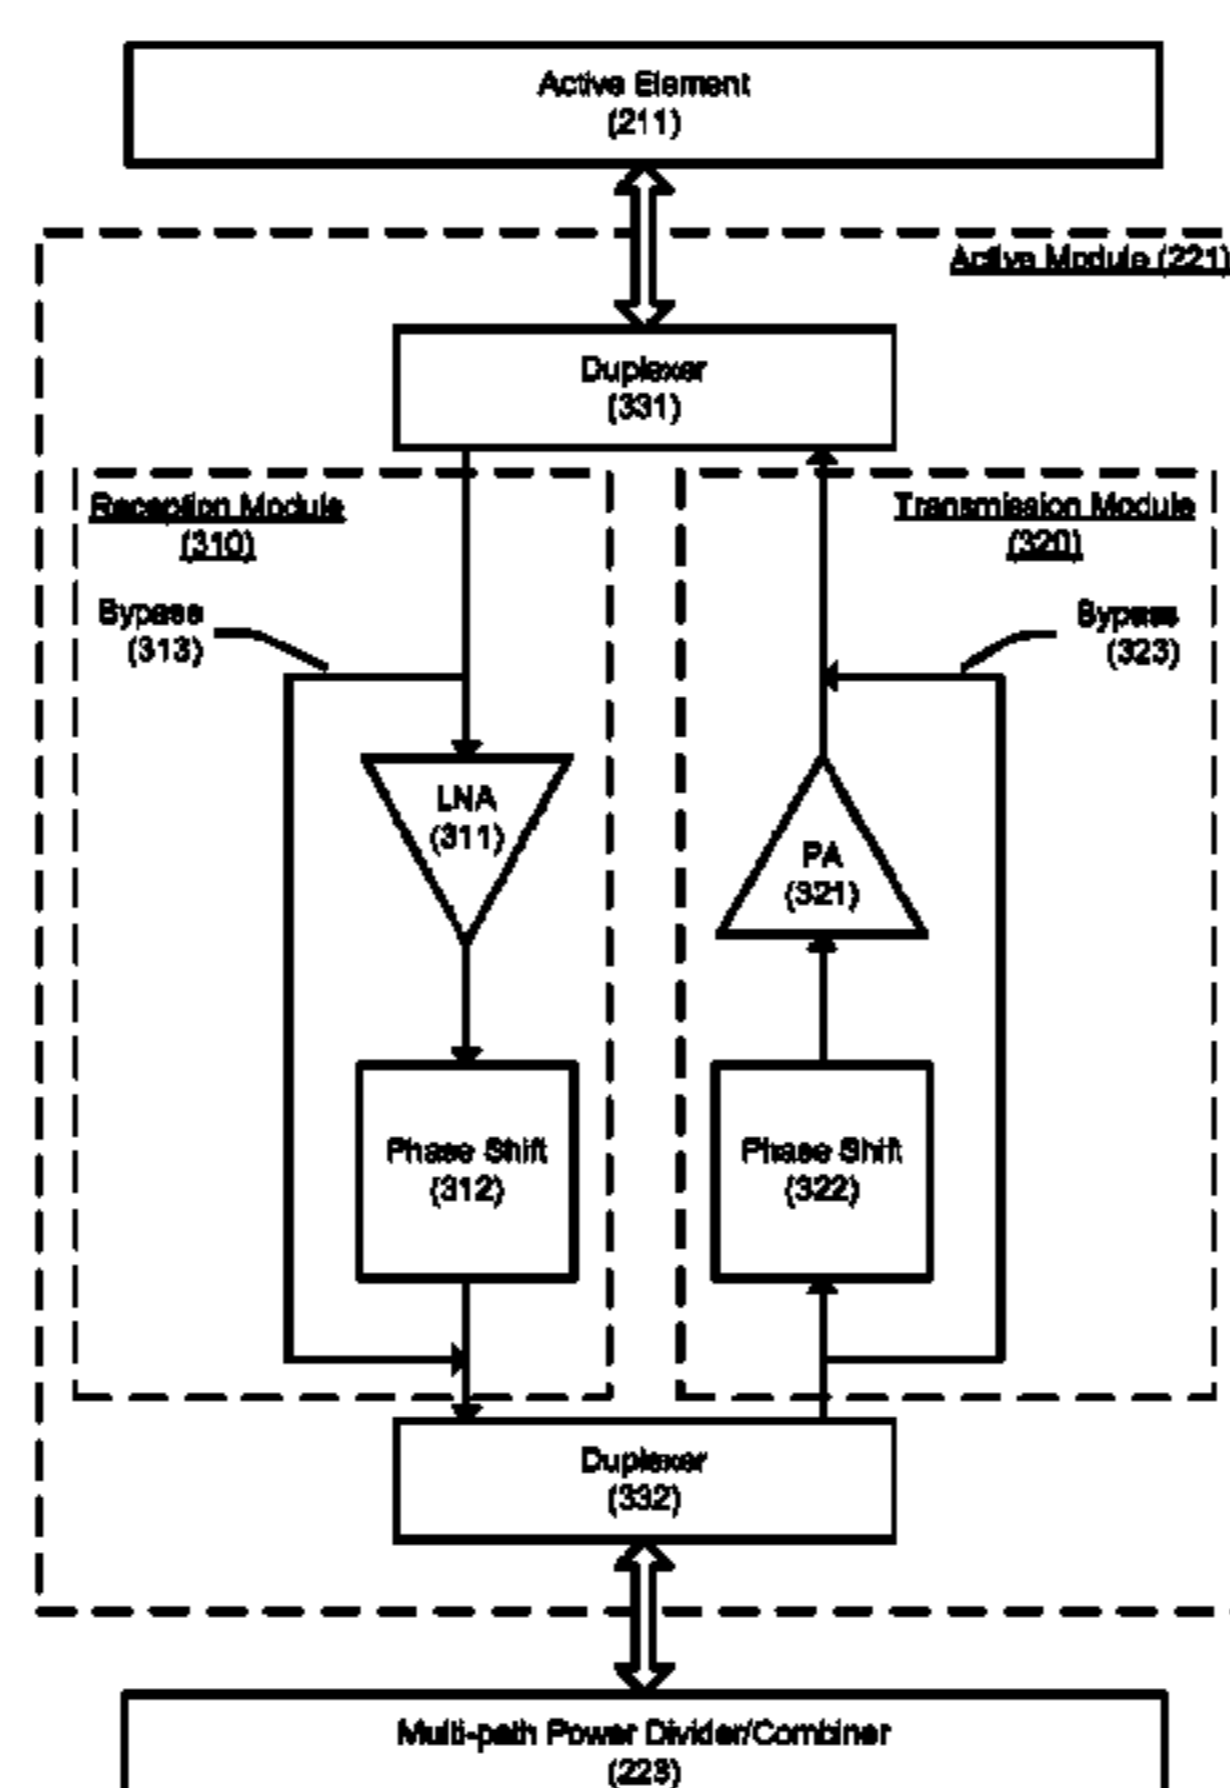 Active Element
(211)
Active Module (221)
Duplexer
(331)
Reception Module
(310)
Transmission Module
(320)
Bypass
(313)
Bypass
(323)
LNA
(311)
PA
(321)
Phase Shift
(312)
Phase Shift
(322)
Duplexer
(332)
Multi-path Power Divider/Combiner
(223)